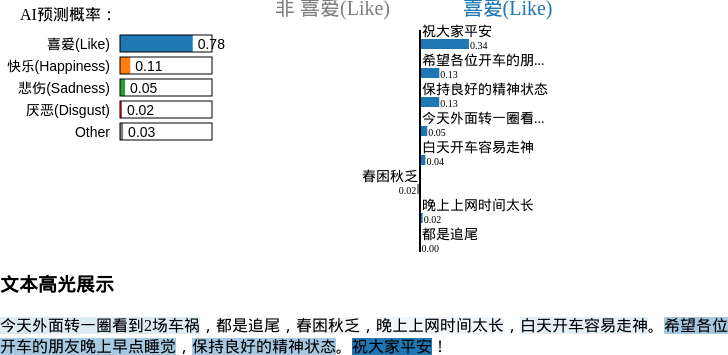 AI预测概率：
喜爱(Like) 0.78
快乐(Happiness) 0.11
悲伤(Sadness) 0.05
厌恶(Disgust) 0.02
Other 0.03
非 喜爱(Like) 喜爱(Like)
祝大家平安
0.34
希望各位开车的朋...
0.13
保持良好的精神状态
0.13
今天外面转一圈看...
0.05
白天开车容易走神
0.04
春困秋乏
0.02
晚上上网时间太长
0.02
都是追尾
0.00
文本高光展示
今天外面转一圈看到2场车祸，都是追尾，春困秋乏，晚上上网时间太长，白天开车容易走神。希望各位
开车的朋友晚上早点睡觉，保持良好的精神状态。祝大家平安！